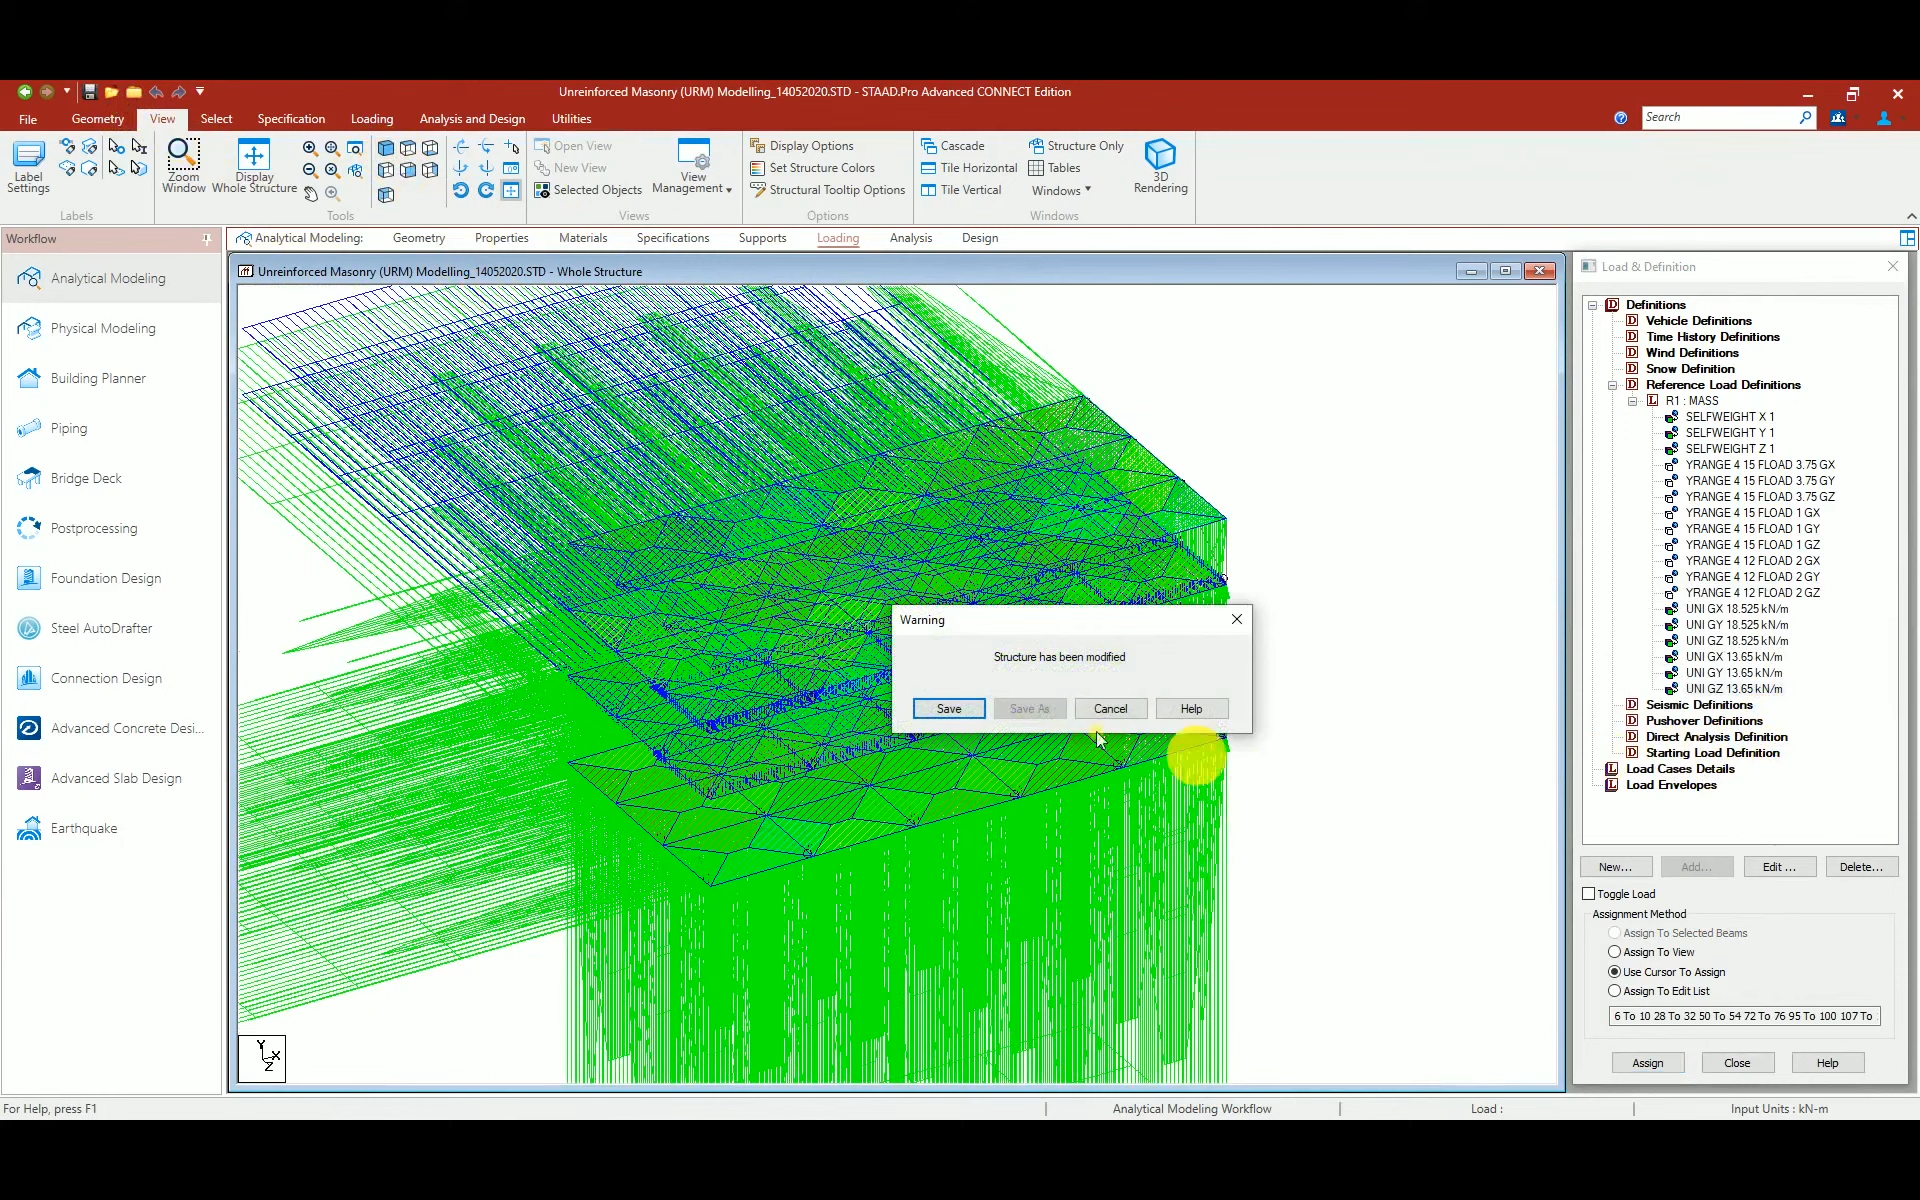 Unreinforced Masonry (URM) Modelling_14052020.STD - STAAD.Pro Advanced CONNECT Edition
File Geometry View Select Specification Loading Analysis and Design Utilities
Search
Label Settings
Labels
Zoom Window
Display Whole Structure
Tools
Open View
New View
Selected Objects
View Management
Views
Display Options
Set Structure Colors
Structural Tooltip Options
Options
Cascade
Tile Horizontal
Tile Vertical
Structure Only
Tables
Windows
Windows
3D Rendering
Workflow
Analytical Modeling
Physical Modeling
Building Planner
Piping
Bridge Deck
Postprocessing
Foundation Design
Steel AutoDrafter
Connection Design
Advanced Concrete Desi...
Advanced Slab Design
Earthquake
Analytical Modeling: Geometry Properties Materials Specifications Supports Loading Analysis Design
Unreinforced Masonry (URM) Modelling_14052020.STD - Whole Structure
Warning
Structure has been modified
Save Save As Cancel Help
Y
X
Z
Load & Definition
Definitions
Vehicle Definitions
Time History Definitions
Wind Definitions
Snow Definition
Reference Load Definitions
R1 : MASS
SELFWEIGHT X 1
SELFWEIGHT Y 1
SELFWEIGHT Z 1
YRANGE 4 15 FLOAD 3.75 GX
YRANGE 4 15 FLOAD 3.75 GY
YRANGE 4 15 FLOAD 3.75 GZ
YRANGE 4 15 FLOAD 1 GX
YRANGE 4 15 FLOAD 1 GY
YRANGE 4 15 FLOAD 1 GZ
YRANGE 4 12 FLOAD 2 GX
YRANGE 4 12 FLOAD 2 GY
YRANGE 4 12 FLOAD 2 GZ
UNI GX 18.525 kN/m
UNI GY 18.525 kN/m
UNI GZ 18.525 kN/m
UNI GX 13.65 kN/m
UNI GY 13.65 kN/m
UNI GZ 13.65 kN/m
Seismic Definitions
Pushover Definitions
Direct Analysis Definition
Starting Load Definition
Load Cases Details
Load Envelopes
New... Add... Edit ... Delete...
Toggle Load
Assignment Method
Assign To Selected Beams
Assign To View
Use Cursor To Assign
Assign To Edit List
6 To 10 28 To 32 50 To 54 72 To 76 95 To 100 107 To
Assign Close Help
For Help, press F1
Analytical Modeling Workflow
Load :
Input Units : kN-m